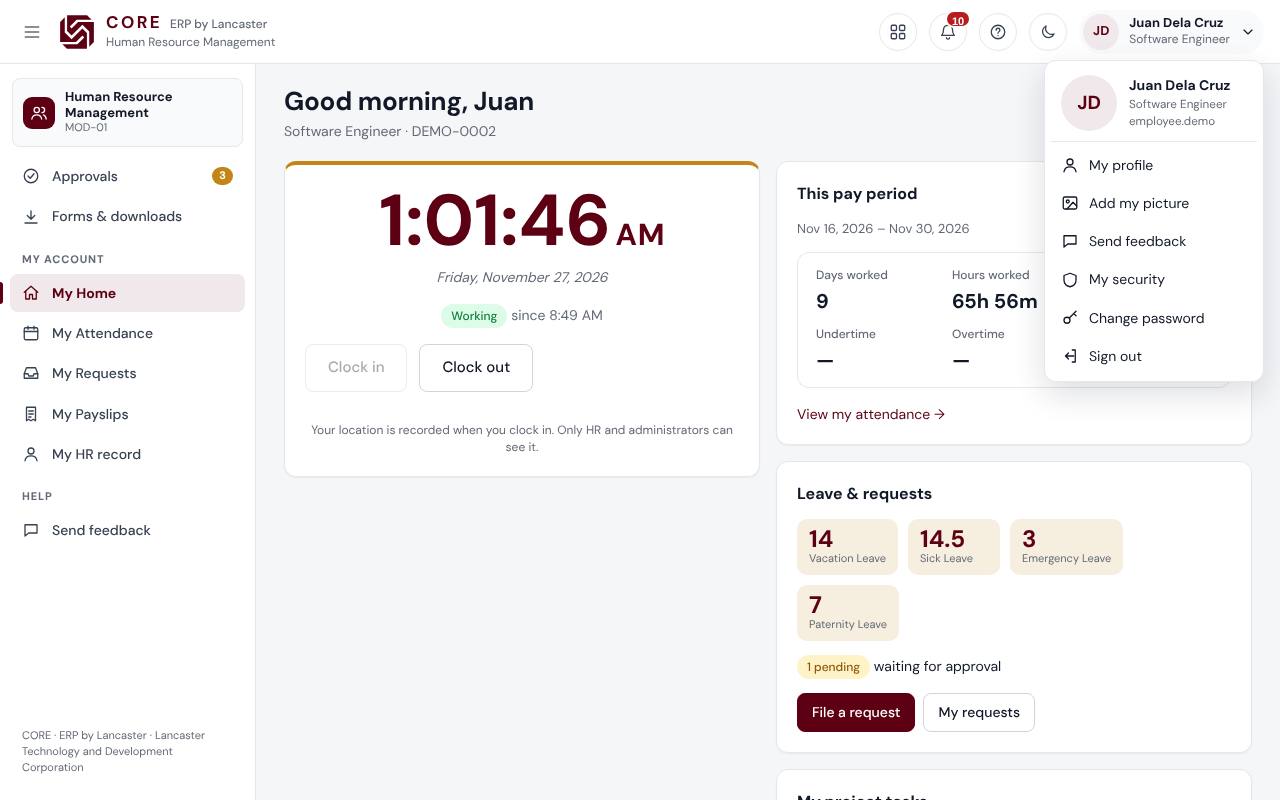 CORE ERP by Lancaster
Human Resource Management
10
JD
Juan Dela Cruz
Software Engineer
Human Resource
Management
MOD-01
Approvals 3
Forms & downloads
MY ACCOUNT
My Home
My Attendance
My Requests
My Payslips
My HR record
HELP
Send feedback
CORE · ERP by Lancaster · Lancaster
Technology and Development
Corporation
Good morning, Juan
Software Engineer · DEMO-0002
1:01:46 AM
Friday, November 27, 2026
Working since 8:49 AM
Clock in Clock out
Your location is recorded when you clock in. Only HR and administrators can
see it.
This pay period
Nov 16, 2026 – Nov 30, 2026
Days worked Hours worked
9 65h 56m
Undertime Overtime
— —
View my attendance →
Leave & requests
14 14.5 3
Vacation Leave Sick Leave Emergency Leave
7
Paternity Leave
1 pending waiting for approval
File a request My requests
My project tasks
JD
Juan Dela Cruz
Software Engineer
employee.demo
My profile
Add my picture
Send feedback
My security
Change password
Sign out